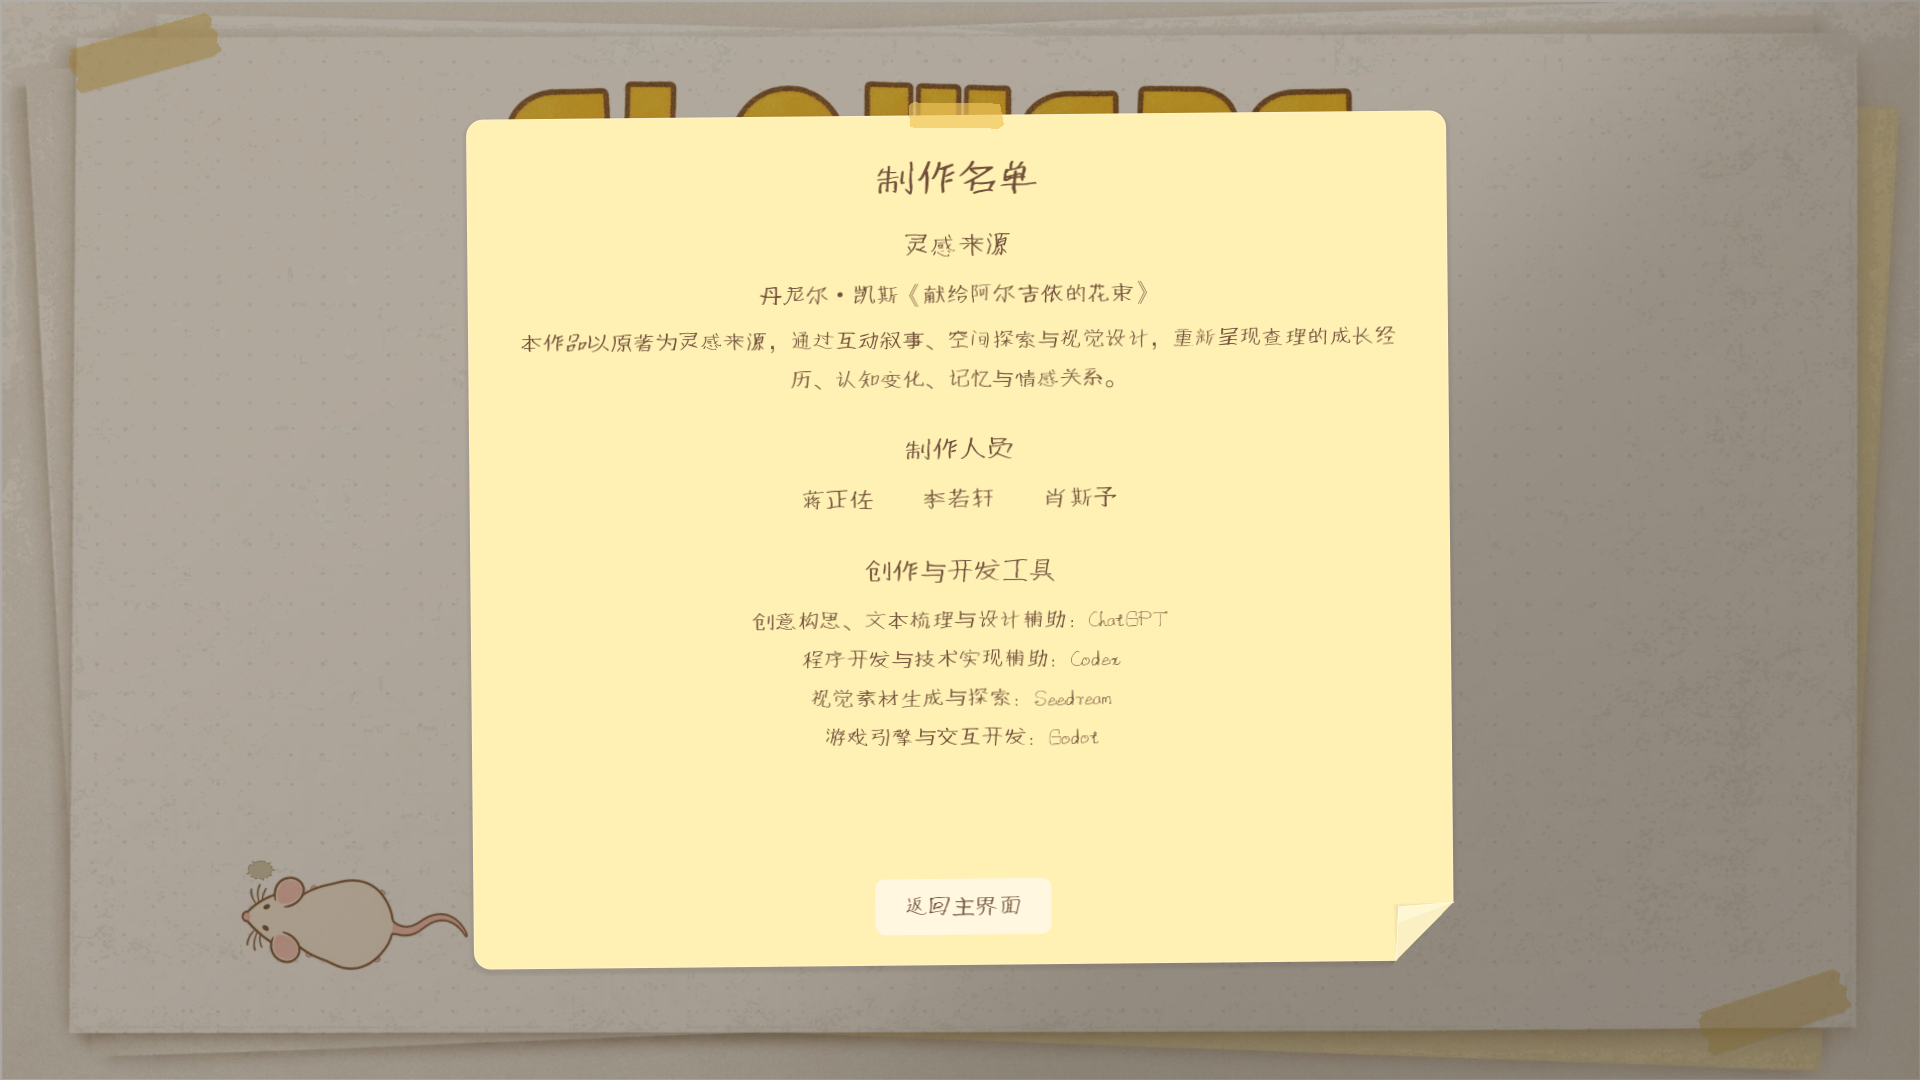 制作名单
灵感来源
丹尼尔·凯斯《献给阿尔吉侬的花束》
本作品以原著为灵感来源，通过互动叙事、空间探索与视觉设计，重新呈现查理的成长经
历、认知变化、记忆与情感关系。
制作人员
蒋正佐 李若轩 肖斯予
创作与开发工具
创意构思、文本梳理与设计辅助：ChatGPT
程序开发与技术实现辅助：Codex
视觉素材生成与探索：Seedream
游戏引擎与交互开发：Godot
返回主界面